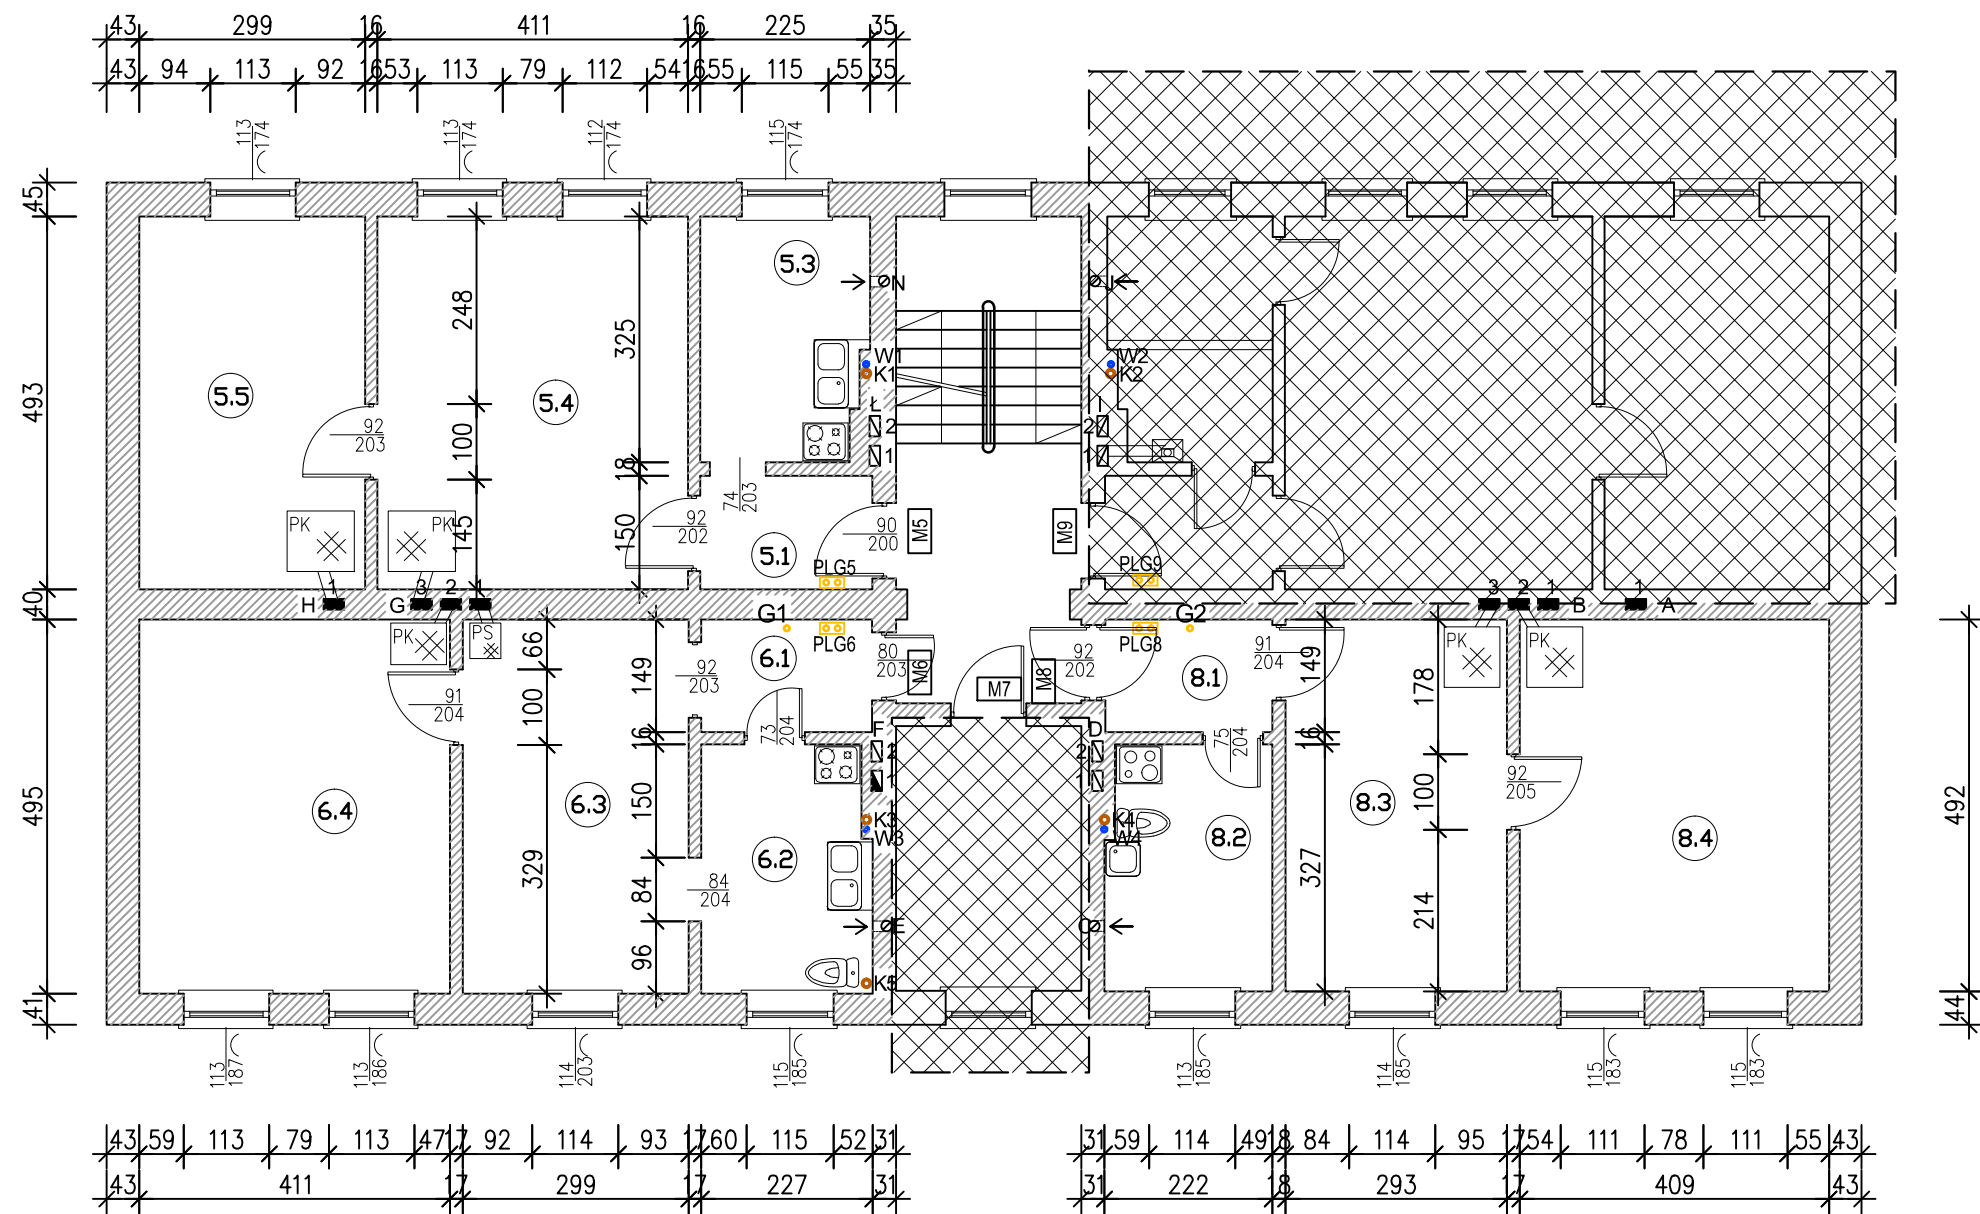 43 299 16 411 16 225 35
43 94 113 92 16 53 113 79 112 54 16 55 115 55 35
113
174
113
174
112
174
115
174
45
493
40
495
41
5.3
N
J
248
325
W1
K1
W2
K2
5.5
5.4
Ł
I
2
2
92
203
100
1
1
18
74
203
PK
PK
145
92
202
150
90
200
M5
M9
5.1
PLG5
PLG9
H
1
G
3
2
1
3
2
1
B
1
A
G1
G2
PK
PS
66
149
6.1
PLG6
80
203
M6
M7
M8
92
202
PLG8
8.1
91
204
149
178
PK
PK
91
204
100
92
203
73
204
16
F
2
1
D
2
1
75
204
16
6.4
6.3
150
329
K3
W3
K4
W4
8.3
100
92
205
492
6.2
8.2
8.4
327
84
84
204
E
C
214
96
K5
44
113
187
113
186
114
203
115
185
113
185
114
185
115
183
115
183
43 59 113 79 113 47 17 92 114 93 17 60 115 52 31
31 59 114 49 18 84 114 95 17 54 111 78 111 55 43
43 411 17 299 17 227 31
31 222 18 293 17 409 43